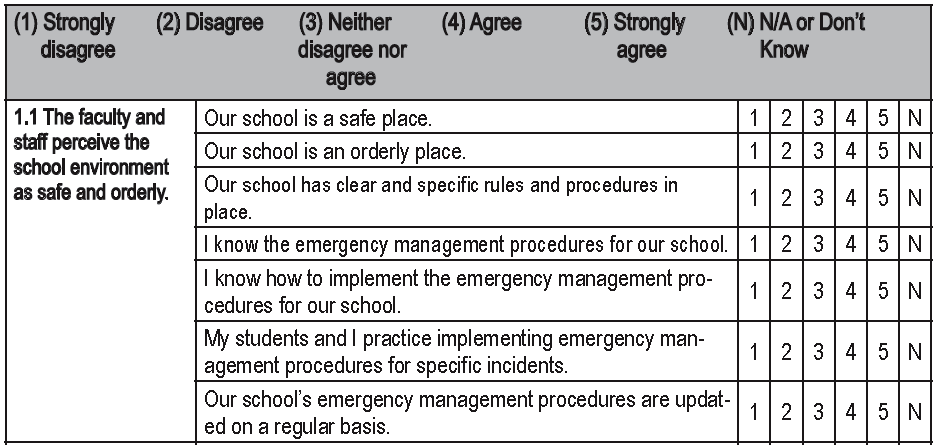 (1) Strongly disagree (2) Disagree (3) Neither disagree nor agree (4) Agree (5) Strongly agree (N) N/A or Don't Know
1.1 The faculty and
staff perceive the
school environment
as safe and orderly.
Our school is a safe place. 1 2 3 4 5 N
Our school is an orderly place. 1 2 3 4 5 N
Our school has clear and specific rules and procedures in
place. 1 2 3 4 5 N
I know the emergency management procedures for our school. 1 2 3 4 5 N
I know how to implement the emergency management pro-
cedures for our school. 1 2 3 4 5 N
My students and I practice implementing emergency man-
agement procedures for specific incidents. 1 2 3 4 5 N
Our school's emergency management procedures are updat-
ed on a regular basis. 1 2 3 4 5 N